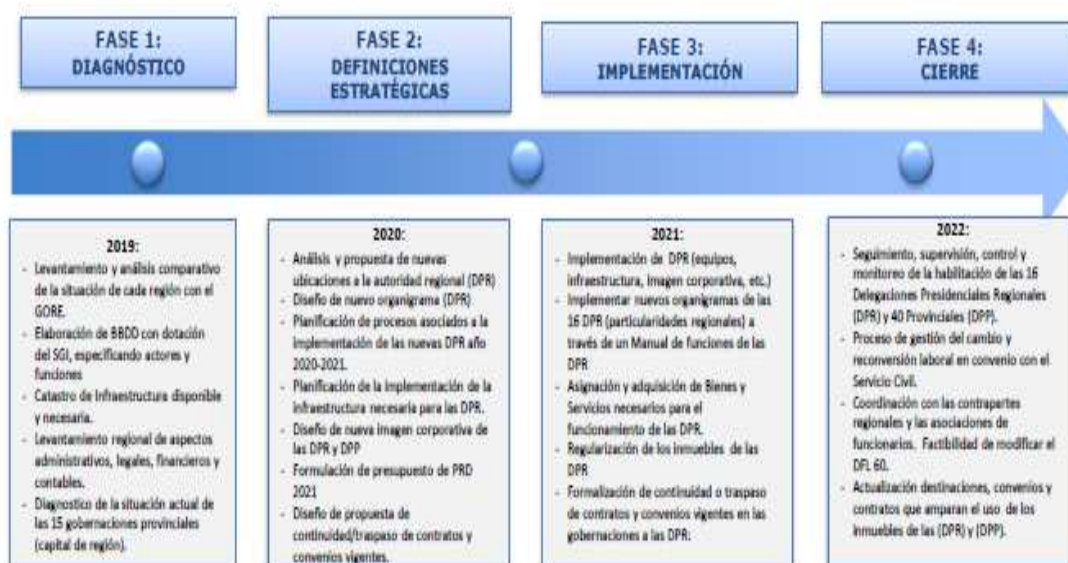 FASE 1:
DIAGNÓSTICO
FASE 2:
DEFINICIONES
ESTRATÉGICAS
FASE 3:
IMPLEMENTACIÓN
FASE 4:
CIERRE
2019:
- Levantamiento y análisis comparativo
de la situación de cada región con el
GORE.
- Elaboración de BBDD con dotación
del SGI, especificando actores y
funciones
- Catastro de Infraestructura disponible
y necesaria.
- Levantamiento regional de aspectos
administrativos, legales, financieros y
contables.
- Diagnostico de la situación actual de
las 15 gobernaciones provinciales
(capital de región).
2020:
- Análisis y propuesta de nuevas
ubicaciones a la autoridad regional (DPR)
- Diseño de nuevo organigrama (DPR)
- Planificación de procesos asociados a la
implementación de las nuevas DPR año
2020-2021.
- Planificación de la implementación de la
infraestructura necesaria para las DPR.
- Diseño de nueva imagen corporativa de
las DPR y DPP
- Formulación de presupuesto de PRD
2021
- Diseño de propuesta de
continuidad/traspaso de contratos y
convenios vigentes.
2021:
- Implementación de DPR (equipos,
infraestructura, imagen corporativa, etc.)
- Implementar nuevos organigramas de las
16 DPR (particularidades regionales) a
través de un Manual de funciones de las
DPR
- Asignación y adquisición de Bienes y
Servicios necesarios para el
funcionamiento de las DPR.
- Regularización de los inmuebles de las
DPR
- Formalización de continuidad o traspaso
de contratos y convenios vigentes en las
gobernaciones a las DPR:
2022:
- Seguimiento, supervisión, control y
monitoreo de la habilitación de las 16
Delegaciones Presidenciales Regionales
(DPR) y 40 Provinciales (DPP).
- Proceso de gestión del cambio y
reconversión laboral en convenio con el
Servicio Civil.
- Coordinación con las contrapartes
regionales y las asociaciones de
funcionarios. Factibilidad de modificar el
DFL 60.
- Actualización destinaciones, convenios y
contratos que amparan el uso de los
inmuebles de las (DPR) y (DPP).